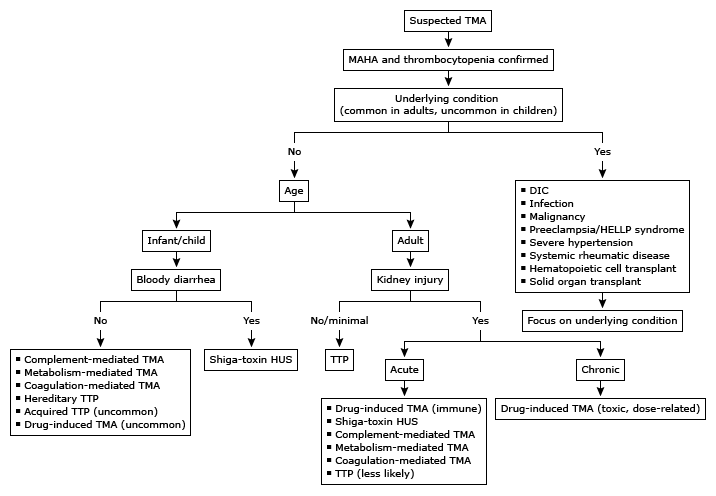 Suspected TMA
MAHA and thrombocytopenia confirmed
Underlying condition
(common in adults, uncommon in children)
No
Yes
Age
▪ DIC
▪ Infection
▪ Malignancy
▪ Preeclampsia/HELLP syndrome
▪ Severe hypertension
▪ Systemic rheumatic disease
▪ Hematopoietic cell transplant
▪ Solid organ transplant
Infant/child
Adult
Bloody diarrhea
Kidney injury
Focus on underlying condition
No
Yes
No/minimal
Yes
▪ Complement-mediated TMA
▪ Metabolism-mediated TMA
▪ Coagulation-mediated TMA
▪ Hereditary TTP
▪ Acquired TTP (uncommon)
▪ Drug-induced TMA (uncommon)
Shiga-toxin HUS
TTP
Acute
Chronic
▪ Drug-induced TMA (immune)
▪ Shiga-toxin HUS
▪ Complement-mediated TMA
▪ Metabolism-mediated TMA
▪ Coagulation-mediated TMA
▪ TTP (less likely)
Drug-induced TMA (toxic, dose-related)